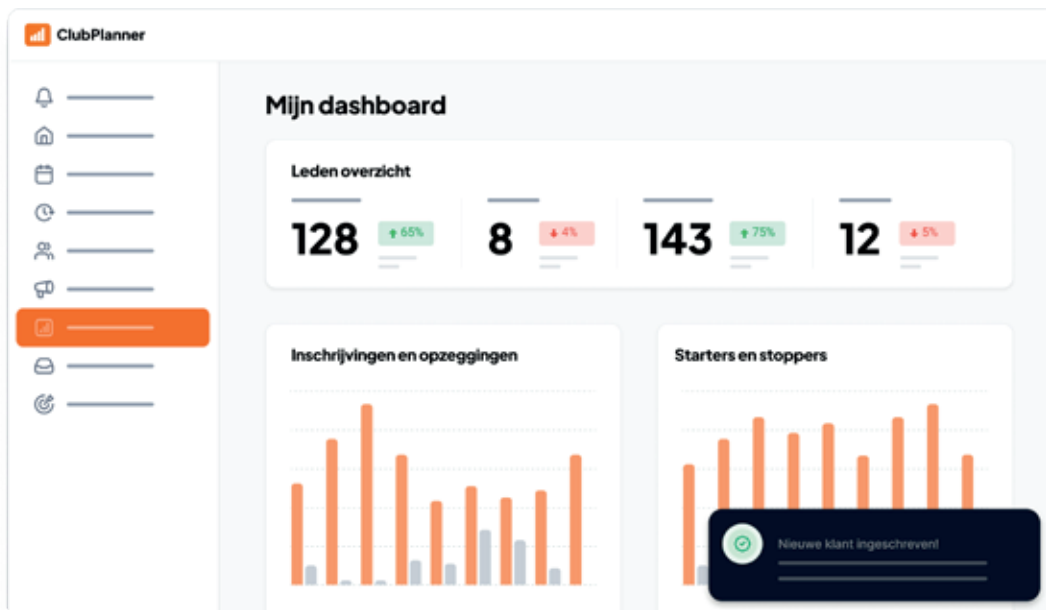 ClubPlanner
Mijn dashboard
Leden overzicht
128 65% 8 4% 143 75% 12 5%
Inschrijvingen en opzeggingen
Starters en stoppers
Nieuwe klant ingeschreven!